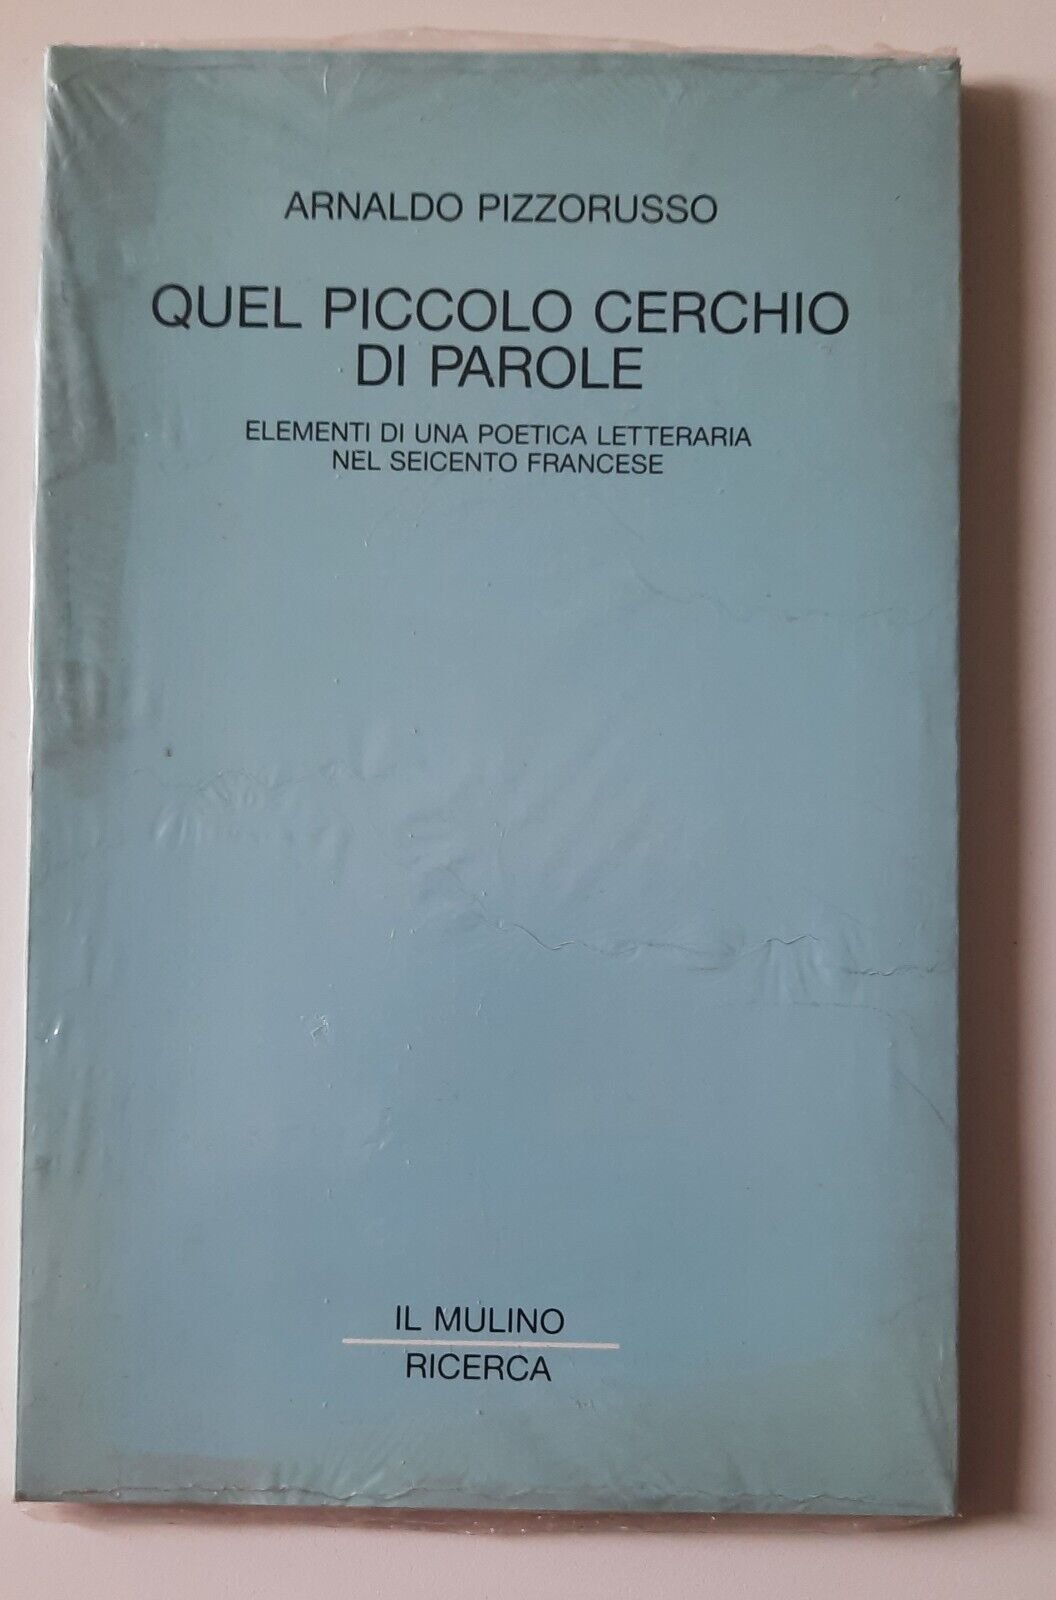 ARNALDO PIZZORUSSO
QUEL PICCOLO CERCHIO
DI PAROLE
ELEMENTI DI UNA POETICA LETTERARIA
NEL SEICENTO FRANCESE
IL MULINO
RICERCA